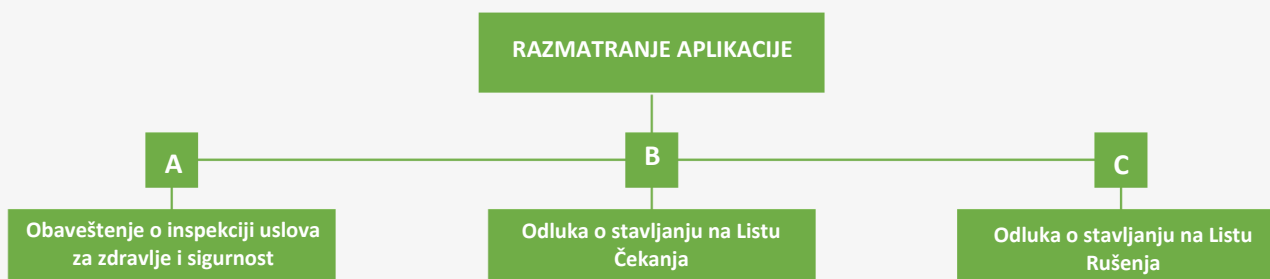 RAZMATRANJE APLIKACIJE
A
B
C
Obaveštenje o inspekciji uslova
za zdravlje i sigurnost
Odluka o stavljanju na Listu
Čekanja
Odluka o stavljanju na Listu
Rušenja